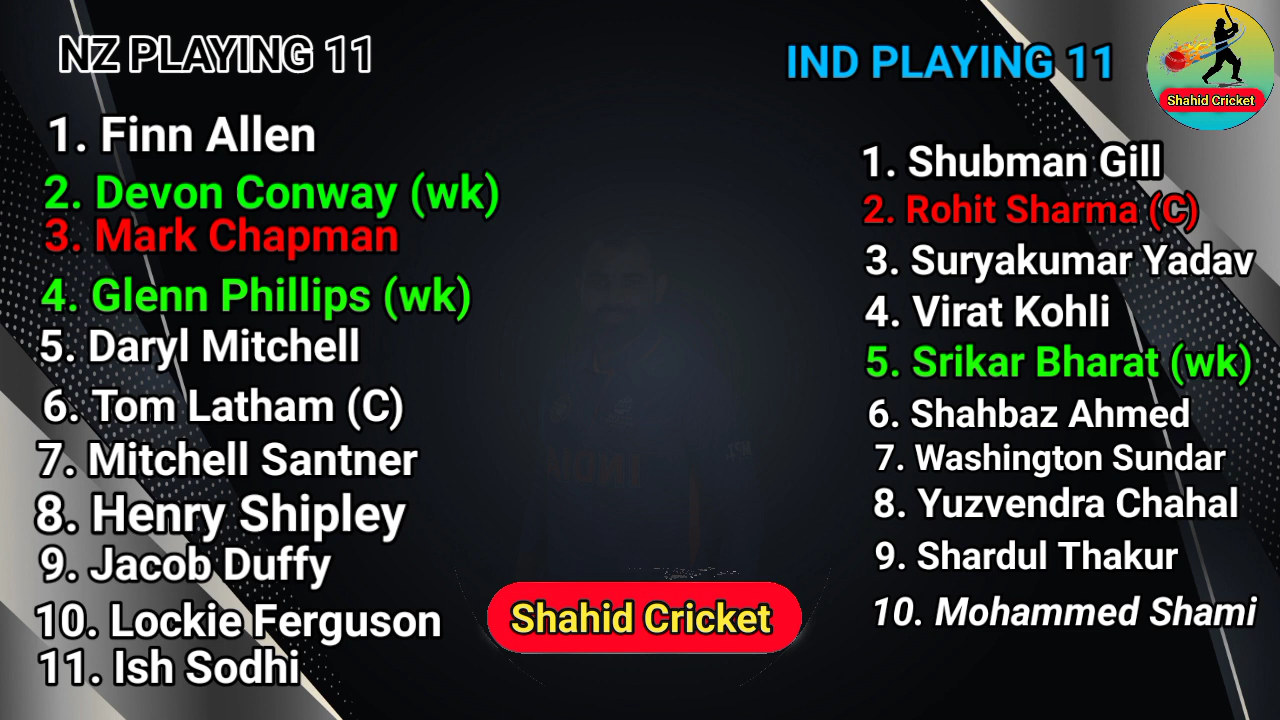 NZ PLAYING 11
1. Finn Allen
2. Devon Conway (wk)
3. Mark Chapman
4. Glenn Phillips (wk)
5. Daryl Mitchell
6. Tom Latham (C)
7. Mitchell Santner
8. Henry Shipley
9. Jacob Duffy
10. Lockie Ferguson
11. Ish Sodhi
IND PLAYING 11
1. Shubman Gill
2. Rohit Sharma (C)
3. Suryakumar Yadav
4. Virat Kohli
5. Srikar Bharat (wk)
6. Shahbaz Ahmed
7. Washington Sundar
8. Yuzvendra Chahal
9. Shardul Thakur
10. Mohammed Shami
Shahid Cricket
Shahid Cricket